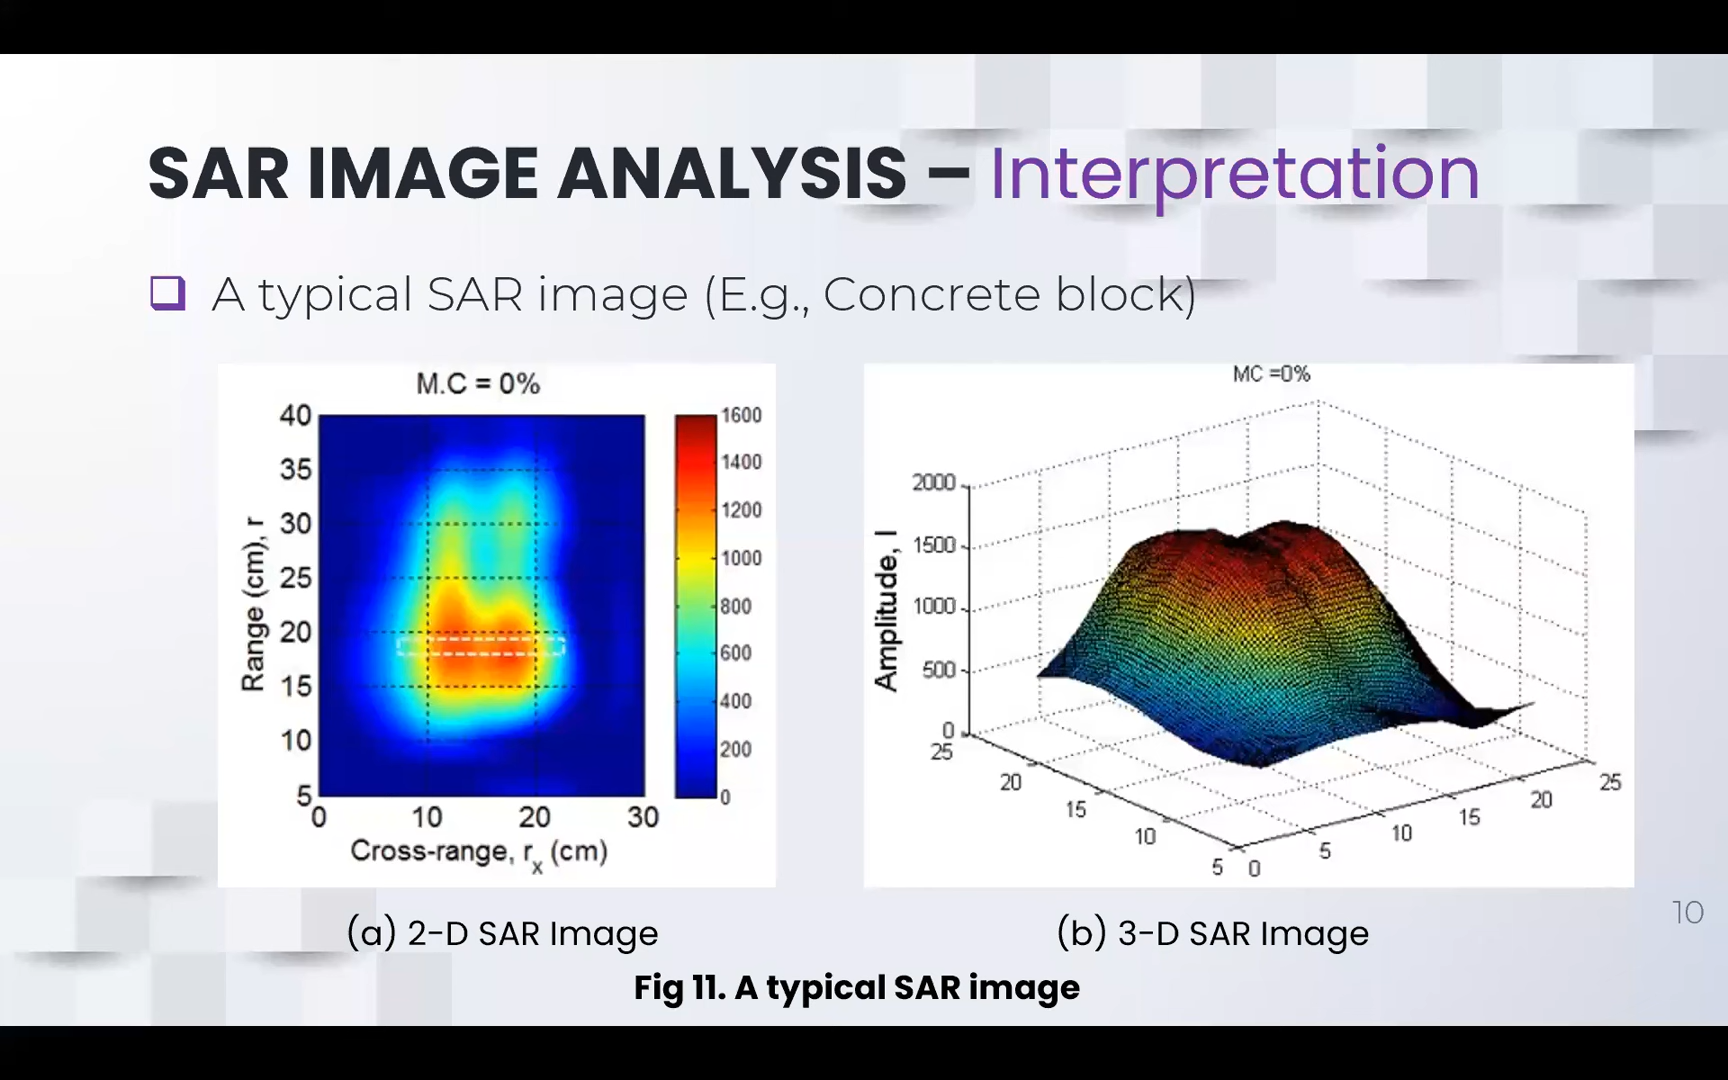 SAR IMAGE ANALYSIS – Interpretation
❑ A typical SAR image (E.g., Concrete block)
M.C = 0%
40
35
30
25
20
15
10
5
Range (cm), r
0 10 20 30
Cross-range, rx (cm)
1600
1400
1200
1000
800
600
400
200
0
(a) 2-D SAR Image
MC =0%
2000
1500
1000
500
0
Amplitude, I
25 20 15 10 5
0 5 10 15 20 25
(b) 3-D SAR Image
10
Fig 11. A typical SAR image